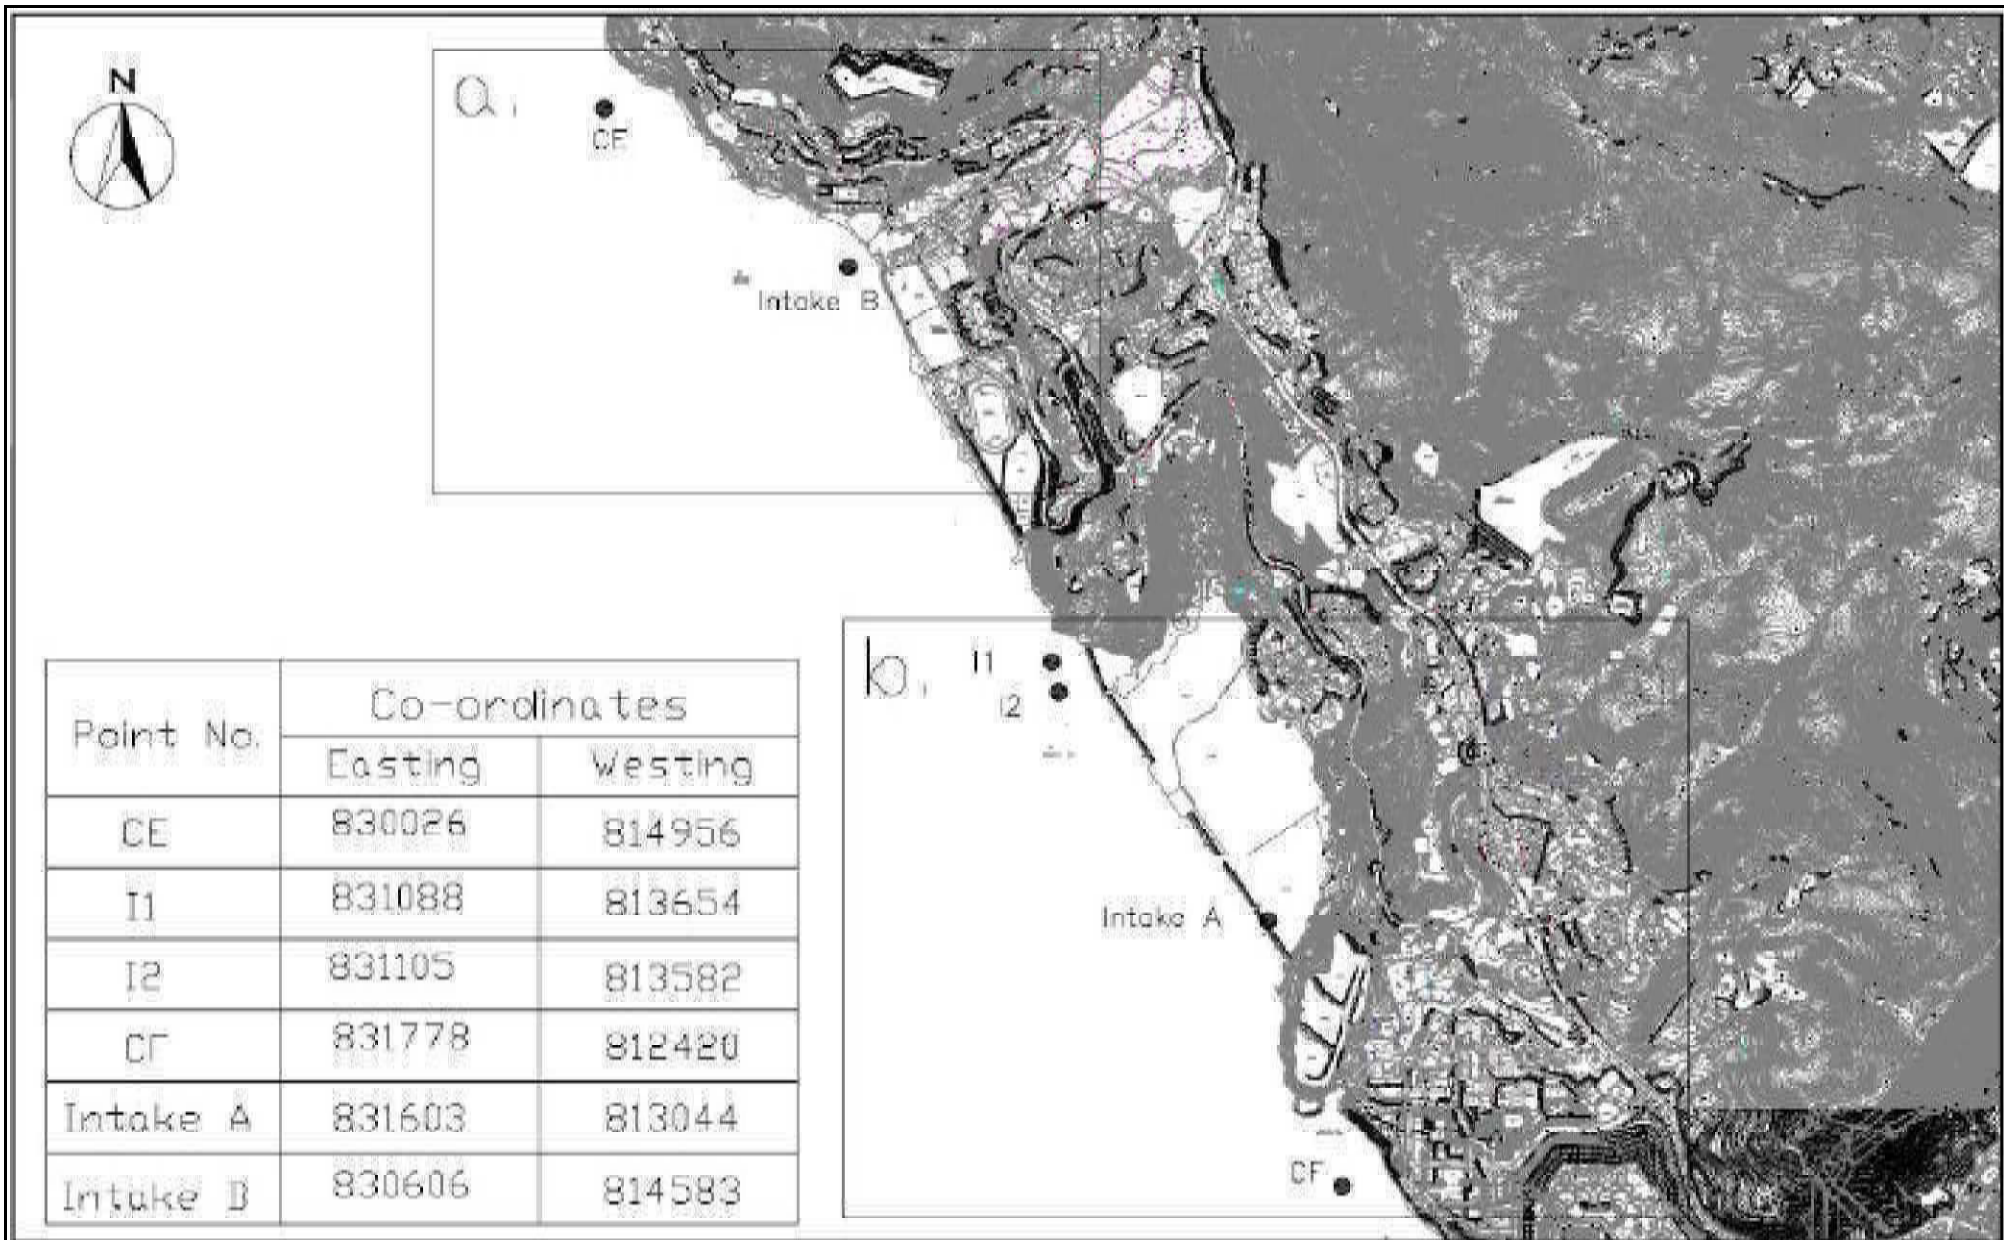 N
a.
CE
Intake B
b.
I1
I2
Intake A
CF
Point No.
Co-ordinates
Easting
Westing
CE
830026
814956
I1
831088
813654
I2
831105
813582
CF
831778
812420
Intake A
831603
813044
Intake B
830606
814583